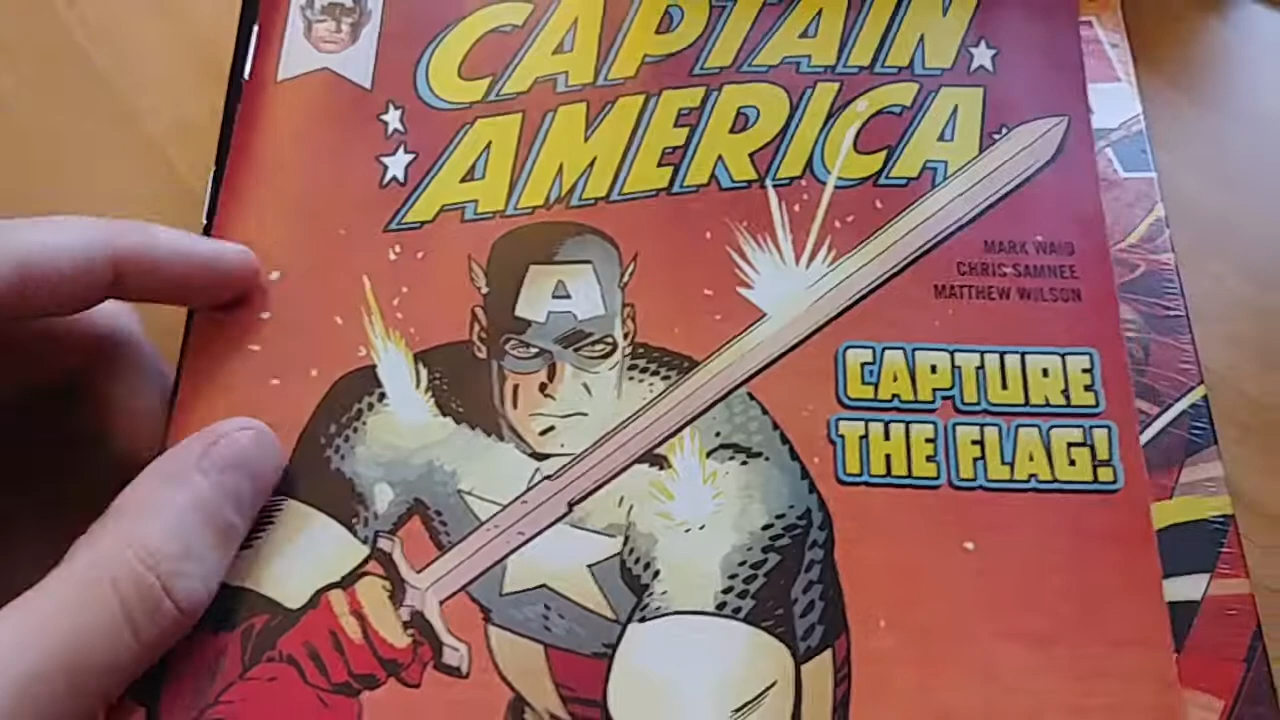 CAPTAIN
AMERICA
MARK WAID
CHRIS SAMNEE
MATTHEW WILSON
A
CAPTURE
THE FLAG!